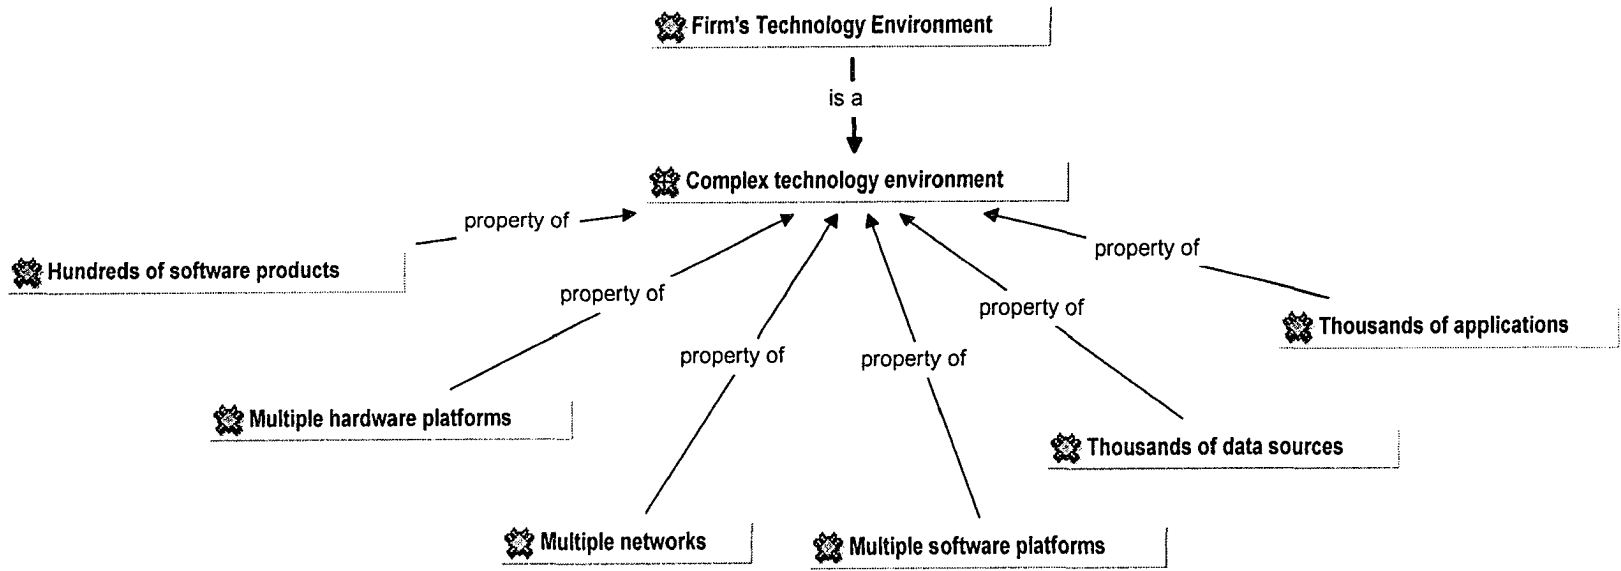 Firm's Technology Environment
is a
Complex technology environment
property of
Hundreds of software products
property of
Thousands of applications
property of
property of
Multiple hardware platforms
property of
property of
Thousands of data sources
Multiple networks
Multiple software platforms